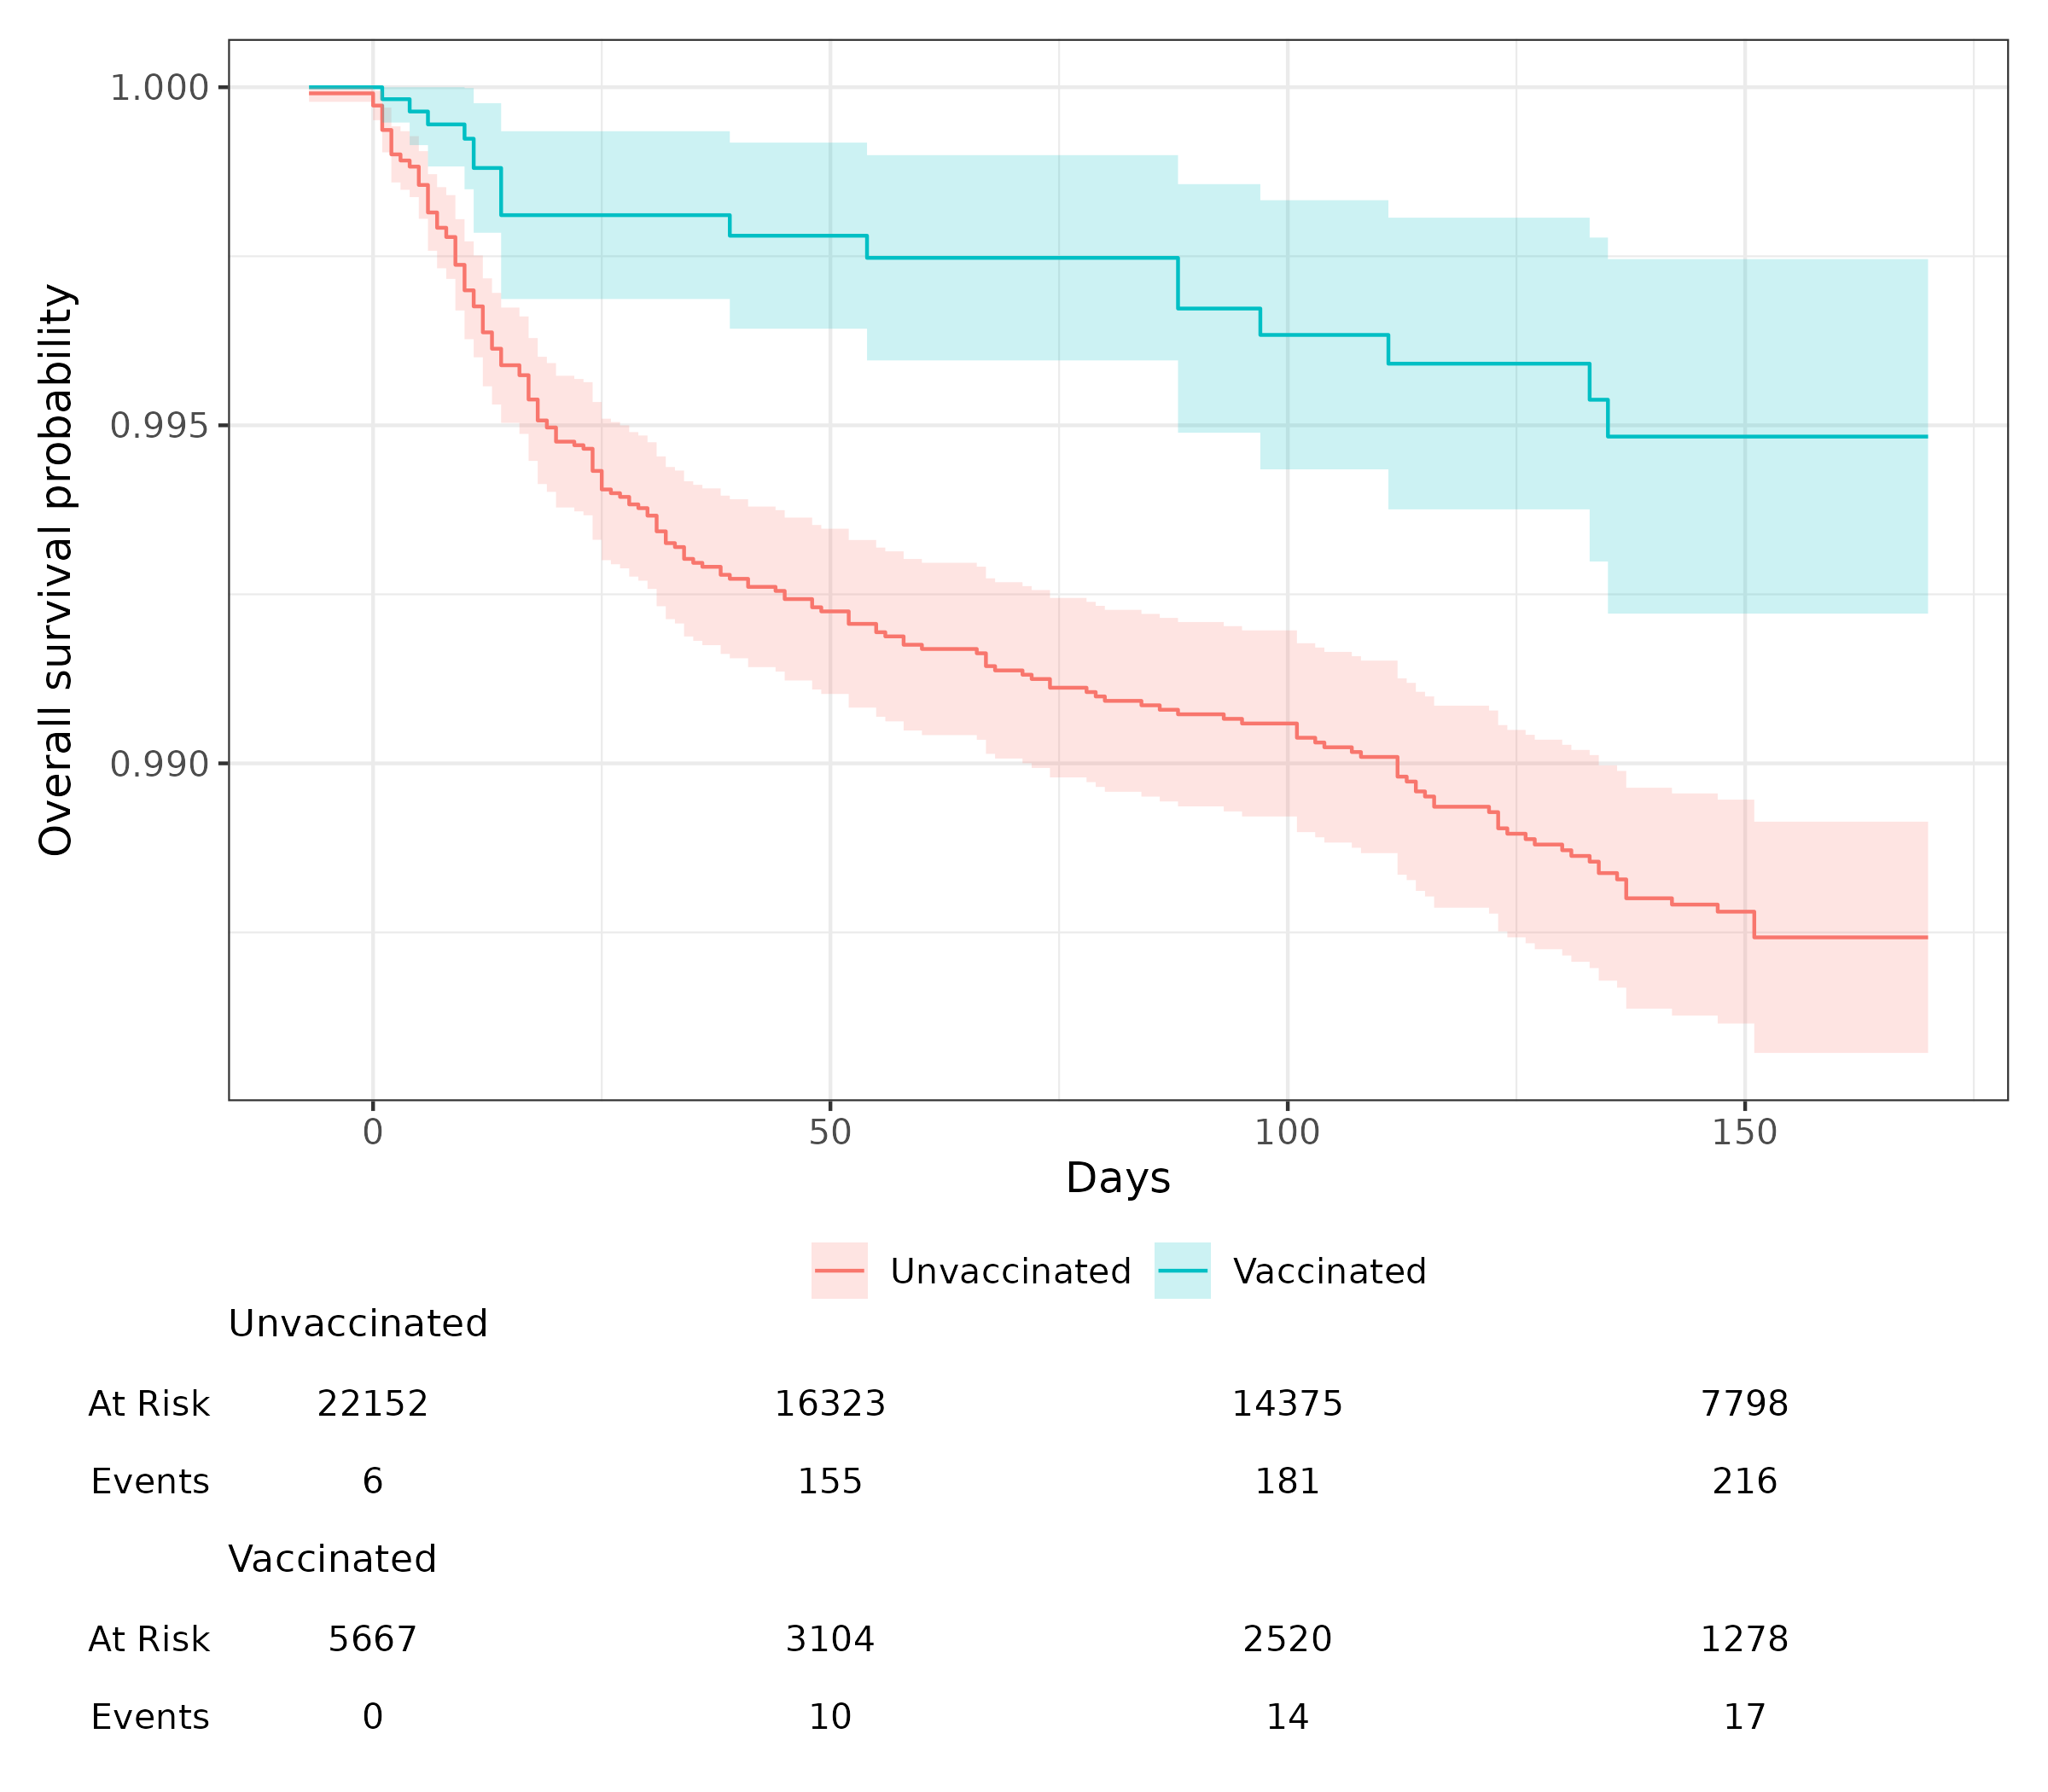 Overall survival probability
1.000
0.995
0.990
0 50 100 150
Days
Unvaccinated Vaccinated
Unvaccinated
At Risk 22152 16323 14375 7798
Events 6 155 181 216
Vaccinated
At Risk 5667 3104 2520 1278
Events 0 10 14 17